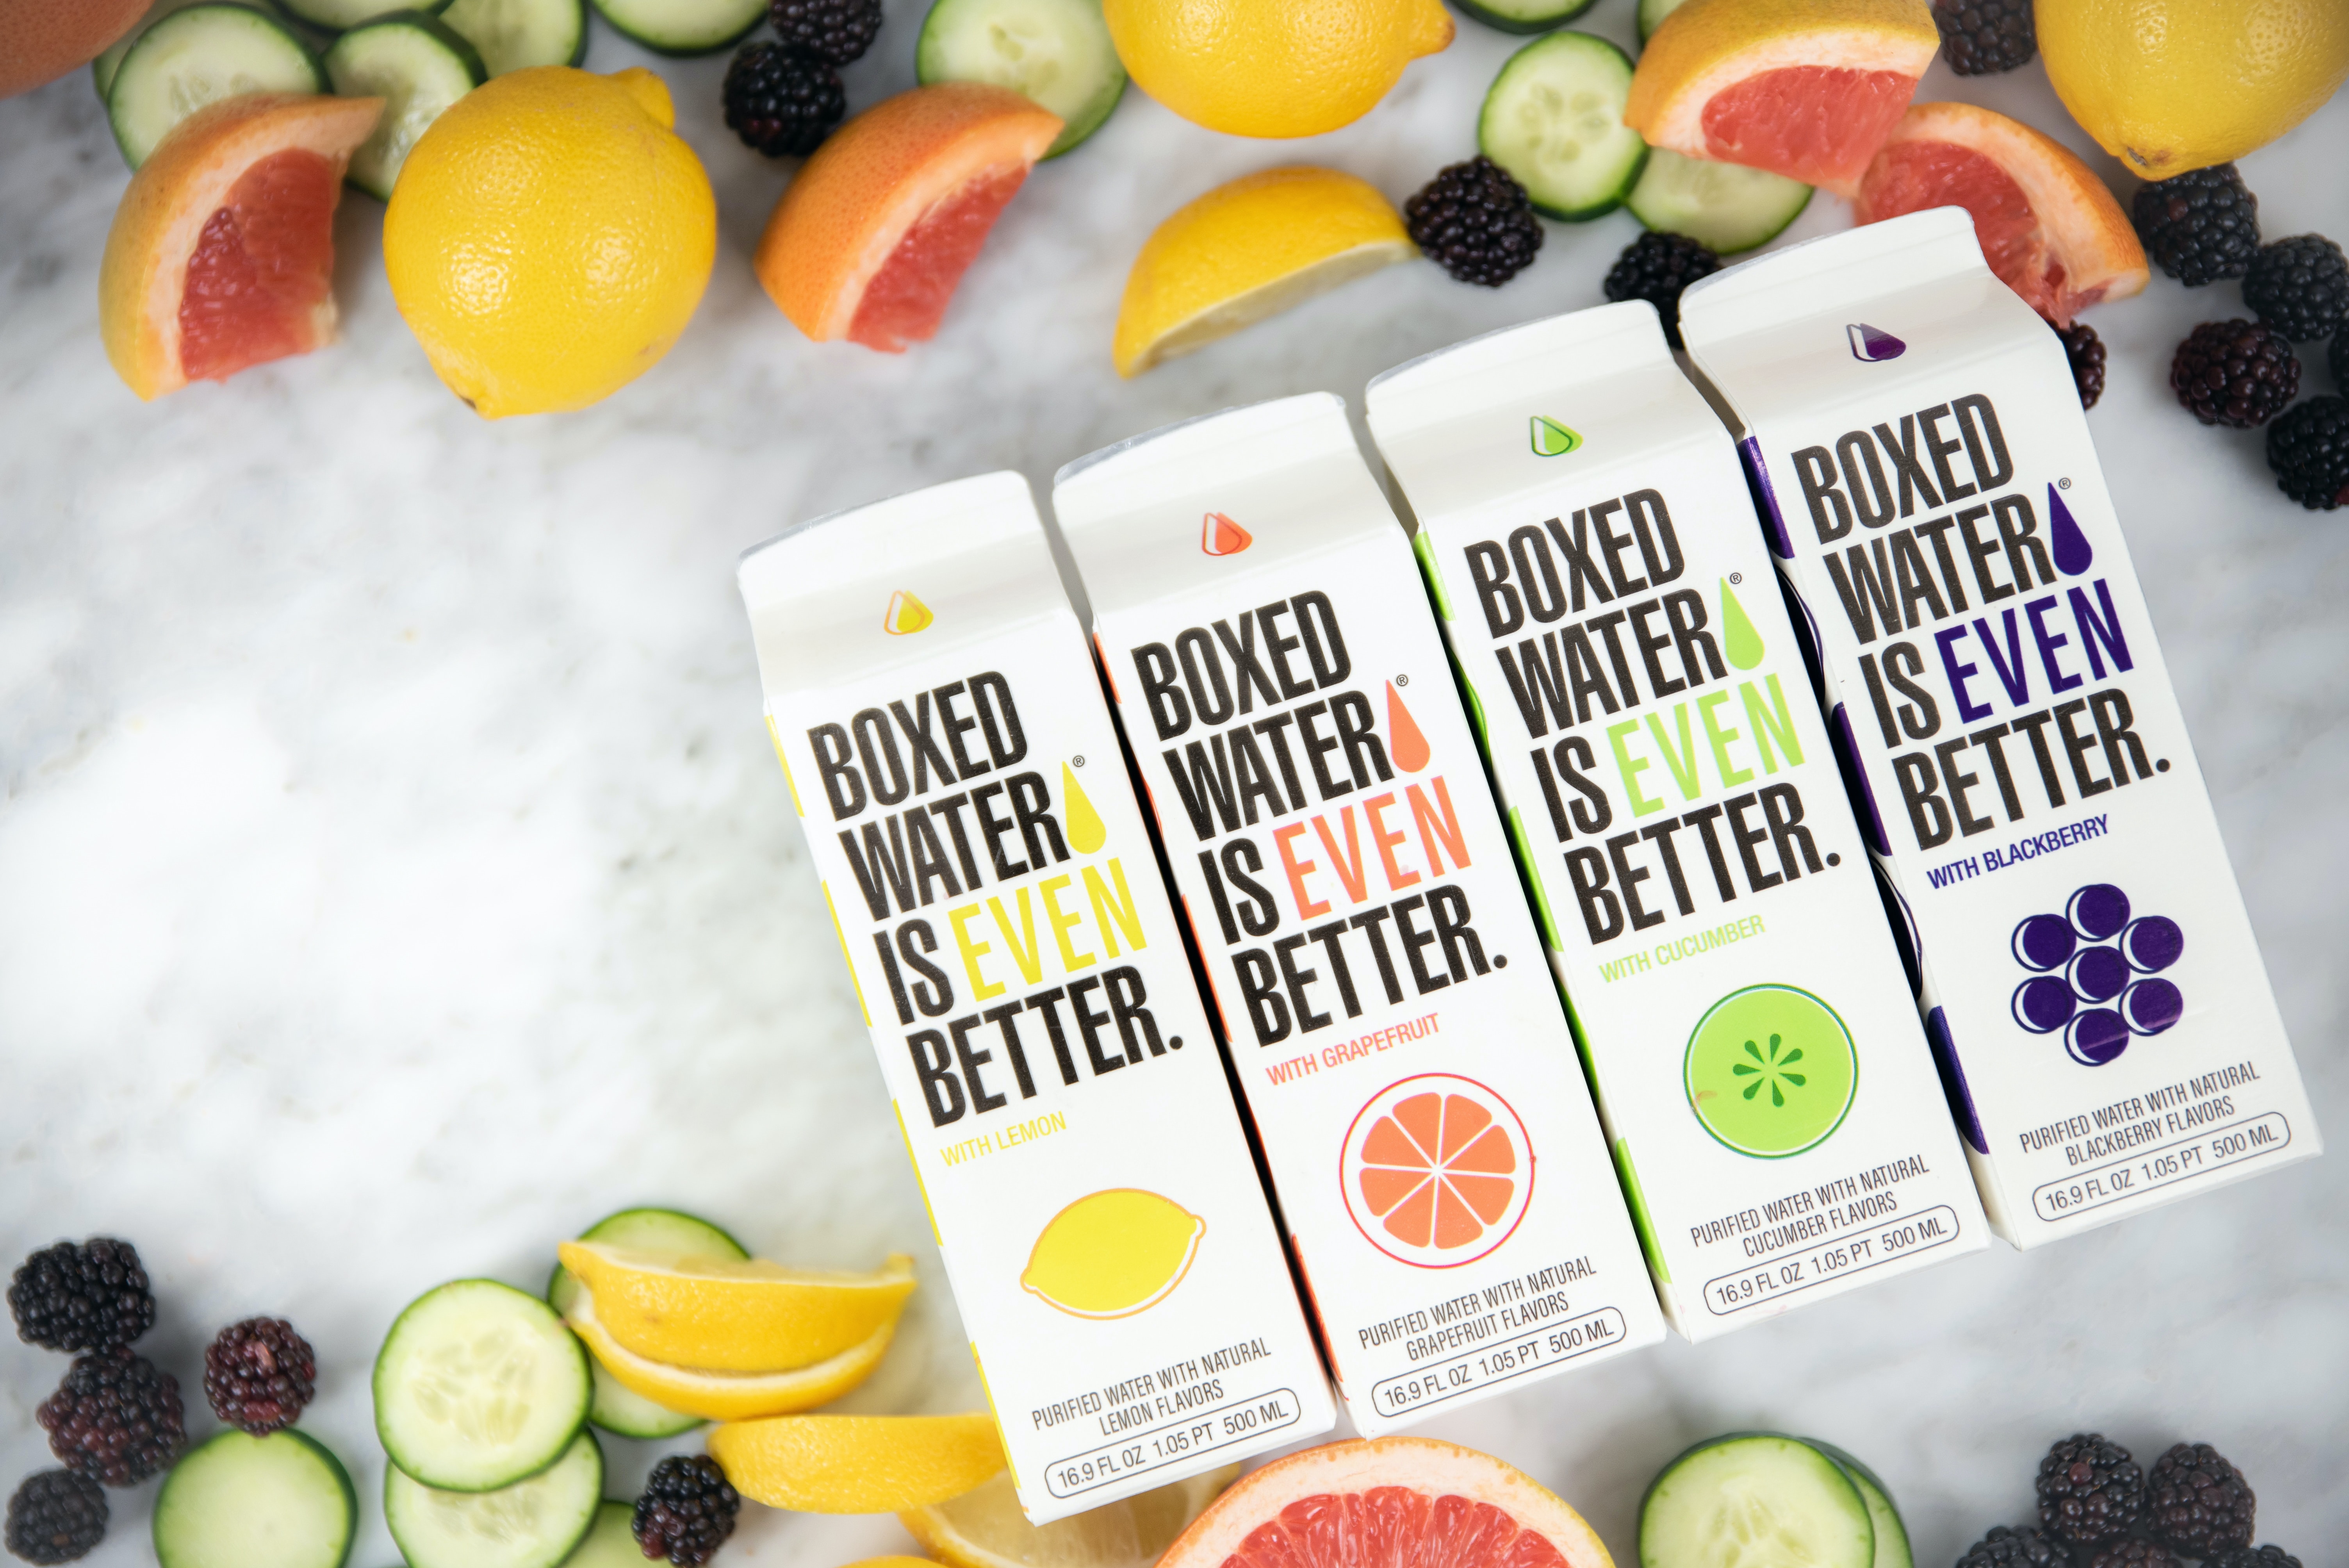 BOXED
WATER®
IS EVEN
BETTER.
WITH LEMON
PURIFIED WATER WITH NATURAL
LEMON FLAVORS
16.9 FL OZ 1.05 PT 500 ML
BOXED
WATER®
IS EVEN
BETTER.
WITH GRAPEFRUIT
PURIFIED WATER WITH NATURAL
GRAPEFRUIT FLAVORS
16.9 FL OZ 1.05 PT 500 ML
BOXED
WATER®
IS EVEN
BETTER.
WITH CUCUMBER
PURIFIED WATER WITH NATURAL
CUCUMBER FLAVORS
16.9 FL OZ 1.05 PT 500 ML
BOXED
WATER®
IS EVEN
BETTER.
WITH BLACKBERRY
PURIFIED WATER WITH NATURAL
BLACKBERRY FLAVORS
16.9 FL OZ 1.05 PT 500 ML